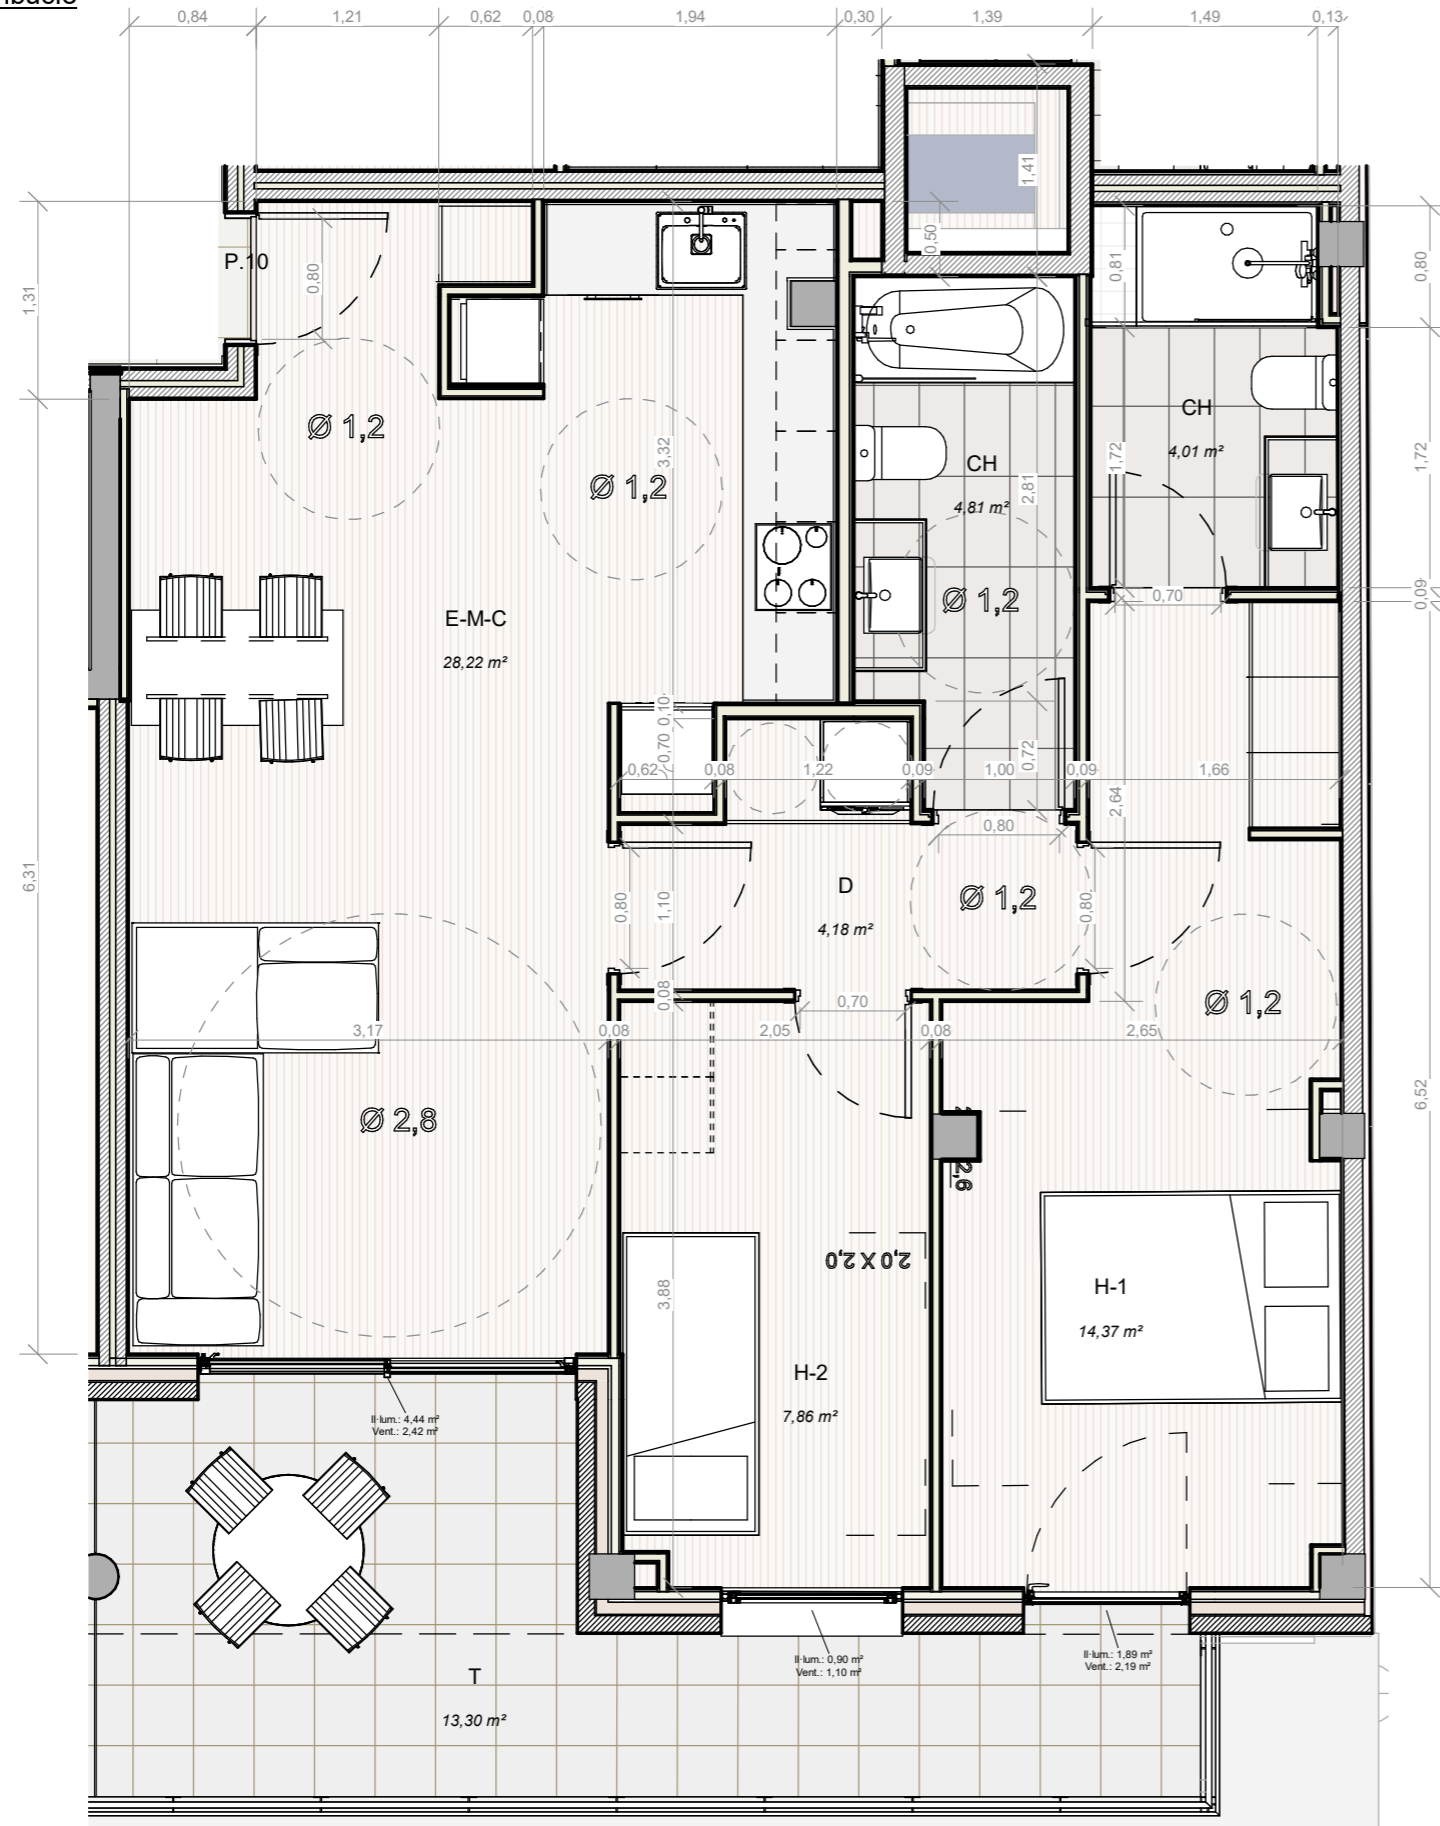 0,84 1,21 0,62 0,08 1,94 0,30 1,39 1,49 0,13
1,41
0,50
P.10
0,80
0,81
0,80
1,31
Ø 1,2
Ø 1,2
3,32
CH
4,01 m²
CH
4,81 m²
2,81
1,72
1,72
Ø 1,2
0,70
0,09
E-M-C
28,22 m²
0,10
0,70
0,72
0,62 0,08 1,22 0,09 1,00 0,09 1,66
2,64
0,80
6,31
D
4,18 m²
Ø 1,2
0,80
1,10
0,80
0,08
0,70
Ø 1,2
3,17 0,08 2,05 0,08 2,65
6,52
Ø 2,8
2,6
2,0 X 2,0
3,88
H-1
14,37 m²
H-2
7,86 m²
Il·lum.: 4,44 m²
Vent.: 2,42 m²
Il·lum.: 0,90 m²
Vent.: 1,10 m²
Il·lum.: 1,89 m²
Vent.: 2,19 m²
T
13,30 m²